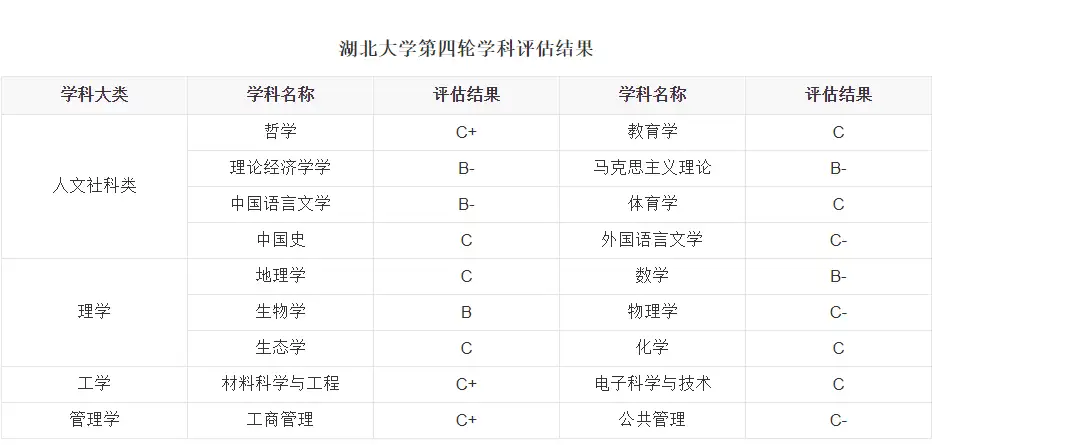 湖北大学第四轮学科评估结果
学科大类 学科名称 评估结果 学科名称 评估结果
人文社科类 哲学 C+ 教育学 C
理论经济学学 B- 马克思主义理论 B-
中国语言文学 B- 体育学 C
中国史 C 外国语言文学 C-
理学 地理学 C 数学 B-
生物学 B 物理学 C-
生态学 C 化学 C
工学 材料科学与工程 C+ 电子科学与技术 C
管理学 工商管理 C+ 公共管理 C-